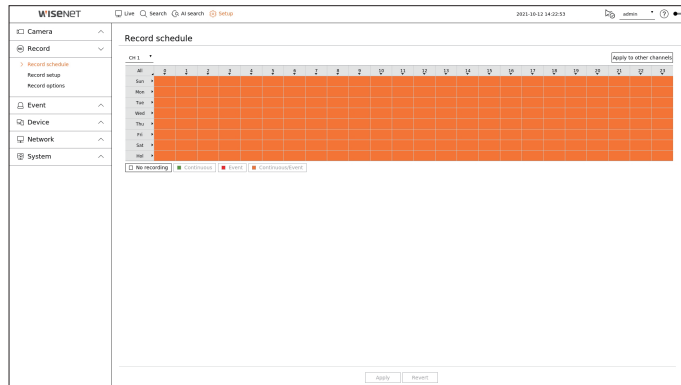 WISENET
Live Search AI search Setup 2021-10-12 14:22:53 admin ?
Camera
Record
Record schedule
Record setup
Record options
Event
Device
Network
System
Record schedule
CH 1 Apply to other channels
All 0 1 2 3 4 5 6 7 8 9 10 11 12 13 14 15 16 17 18 19 20 21 22 23
Sun
Mon
Tue
Wed
Thu
Fri
Sat
Hol
No recording Continuous Event Continuous/Event
Apply Revert